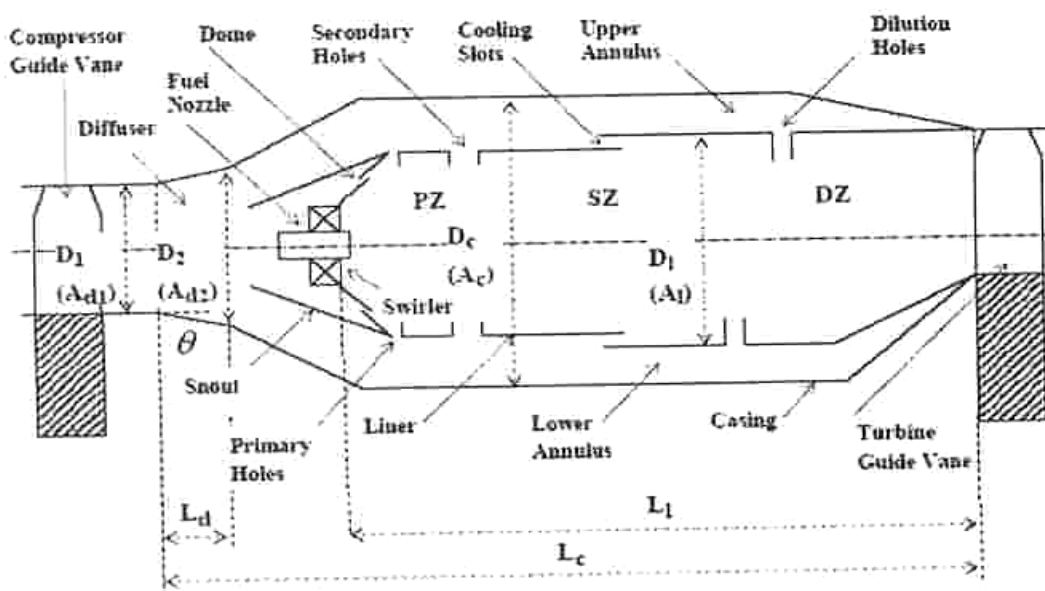 Compressor
Guide Vane
Dome
Fuel
Nozzle
Secondary
Holes
Cooling
Slots
Upper
Annulus
Dilution
Holes
Diffuser
PZ
SZ
DZ
D1
(Ad1)
D2
(Ad2)
Dc
(Ac)
Dl
(Al)
Swirler
θ
Snout
Primary
Holes
Liner
Lower
Annulus
Casing
Turbine
Guide Vane
Ld
Ll
Lc